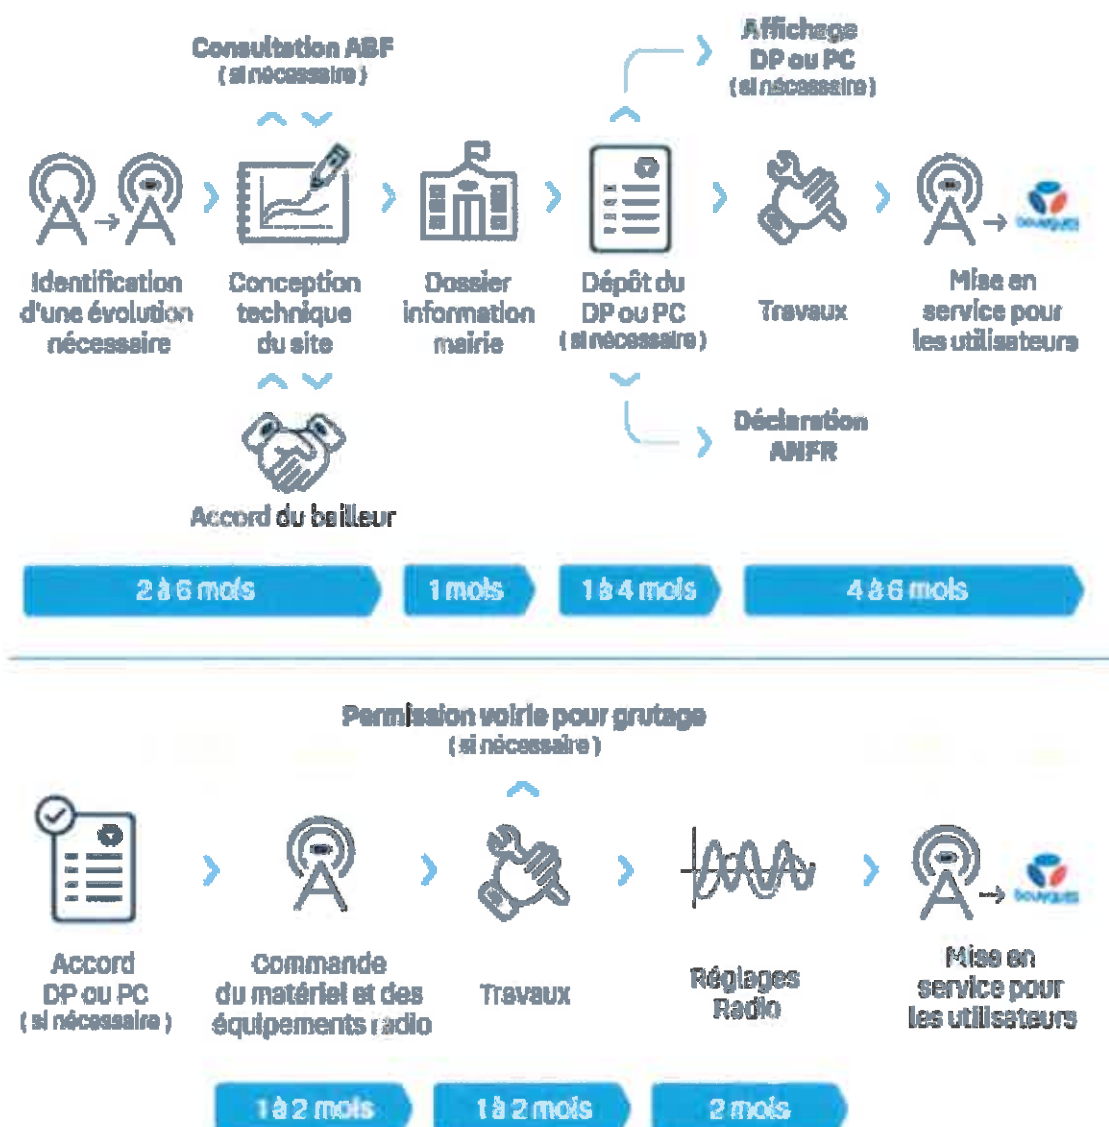 Consultation ABF
( si nécessaire )
Affichage
DP ou PC
( si nécessaire )
Identification
d'une évolution
nécessaire
Conception
technique
du site
Dossier
information
mairie
Dépôt du
DP ou PC
( si nécessaire )
Travaux
Mise en
service pour
les utilisateurs
bouygues
Accord du bailleur
Déclaration
ANFR
2 à 6 mois
1 mois
1 à 4 mois
4 à 6 mois
Permission voirie pour grutage
( si nécessaire )
Accord
DP ou PC
( si nécessaire )
Commande
du matériel et des
équipements radio
Travaux
Réglages
Radio
Mise en
service pour
les utilisateurs
bouygues
1 à 2 mois
1 à 2 mois
2 mois